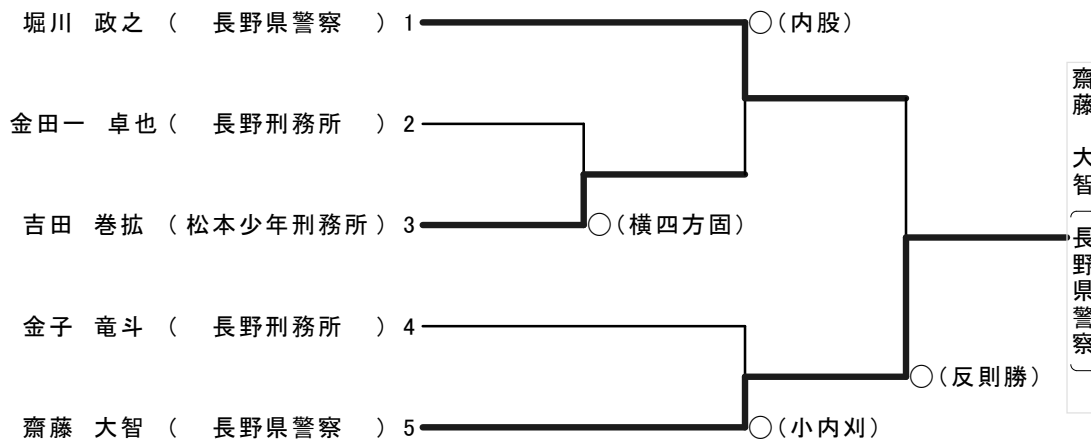 堀川 政之 ( 長野県警察 ) 1
○(内股)
金田一 卓也 ( 長野刑務所 ) 2
吉田 巻拡 (松本少年刑務所) 3
○(横四方固)
金子 竜斗 ( 長野刑務所 ) 4
○(反則勝)
齋藤 大智 ( 長野県警察 ) 5
○(小内刈)
齋藤 大智(長野県警察)